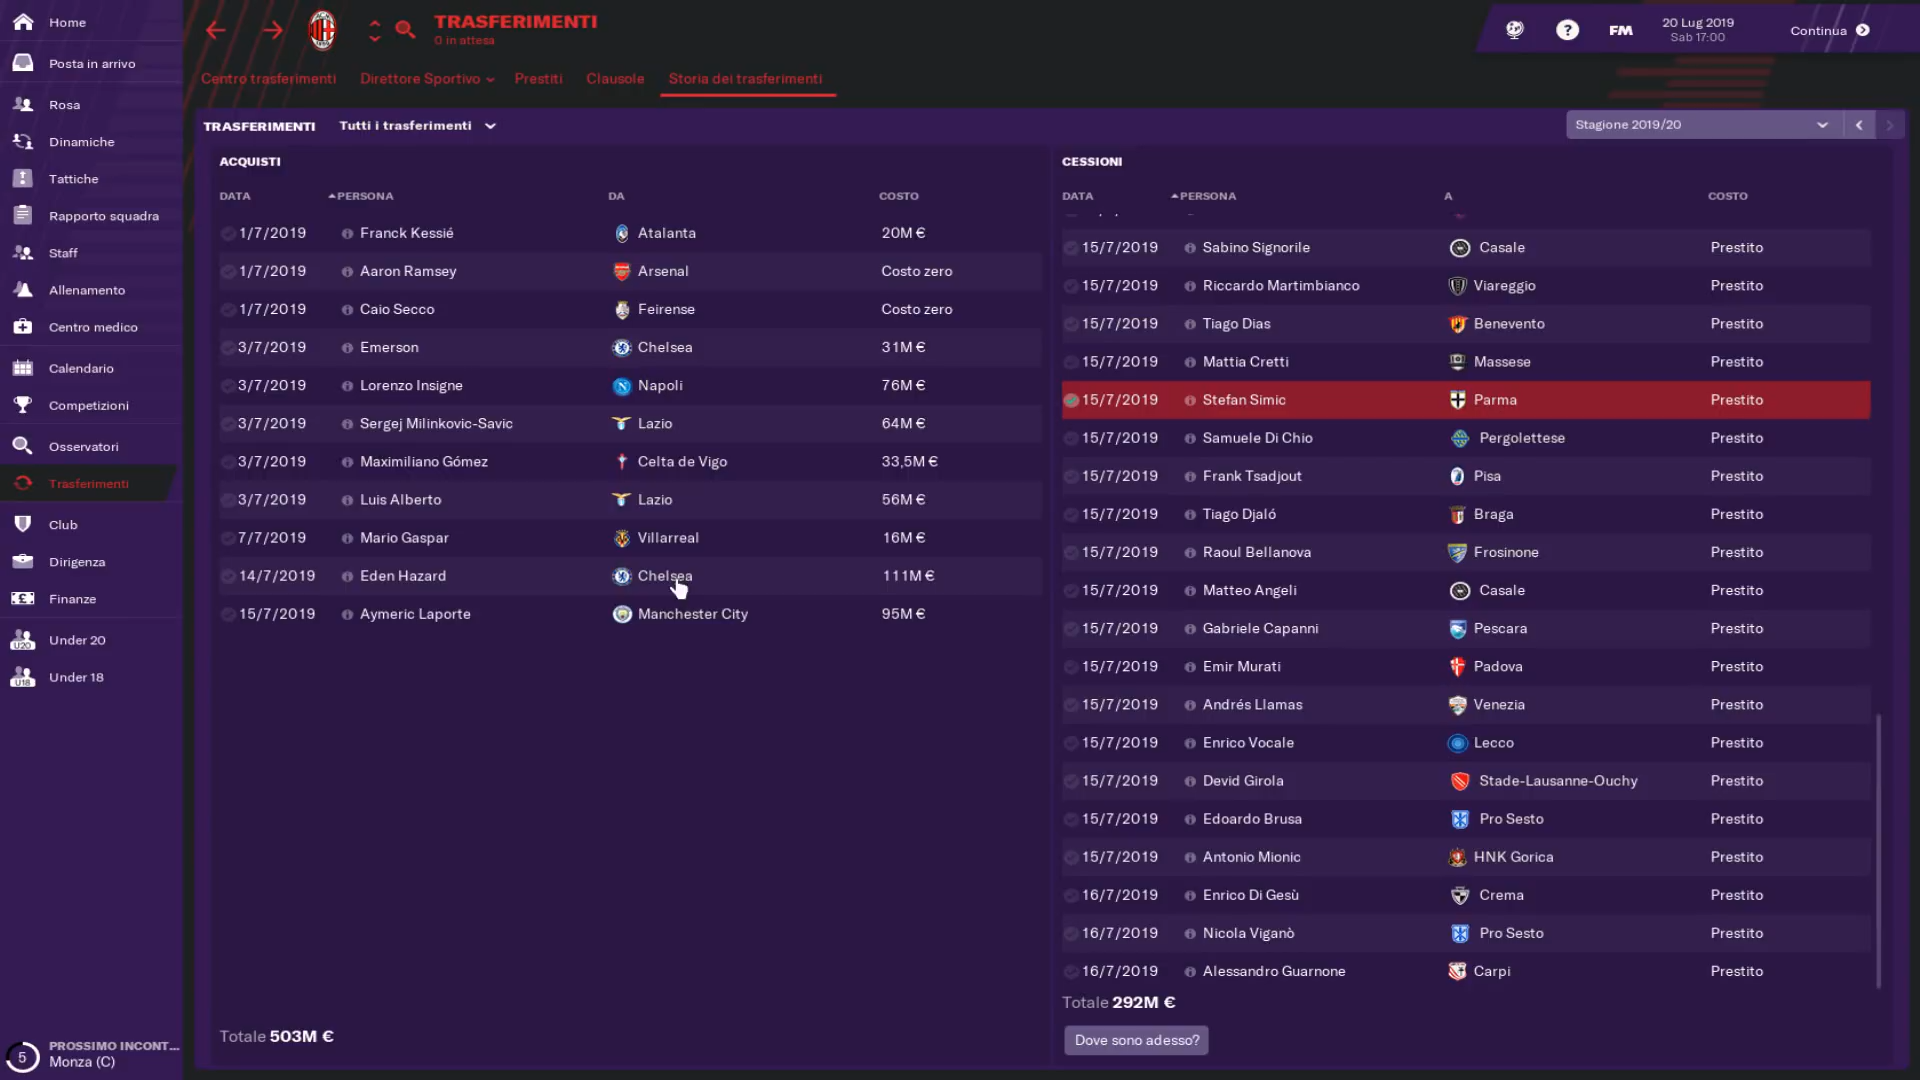 Home
Posta in arrivo
Rosa
Dinamiche
Tattiche
Rapporto squadra
Staff
Allenamento
Centro medico
Calendario
Competizioni
Osservatori
Trasferimenti
Club
Dirigenza
Finanze
U20 Under 20
U18 Under 18
5 PROSSIMO INCONT...
Monza (C)
TRASFERIMENTI
0 in attesa
? FM 20 Lug 2019
Sab 17:00
Continua
Centro trasferimenti Direttore Sportivo Prestiti Clausole Storia dei trasferimenti
TRASFERIMENTI Tutti i trasferimenti Stagione 2019/20
ACQUISTI
DATA PERSONA DA COSTO
1/7/2019 Franck Kessié Atalanta 20M €
1/7/2019 Aaron Ramsey Arsenal Costo zero
1/7/2019 Caio Secco Feirense Costo zero
3/7/2019 Emerson Chelsea 31M €
3/7/2019 Lorenzo Insigne Napoli 76M €
3/7/2019 Sergej Milinkovic-Savic Lazio 64M €
3/7/2019 Maximiliano Gómez Celta de Vigo 33,5M €
3/7/2019 Luis Alberto Lazio 56M €
7/7/2019 Mario Gaspar Villarreal 16M €
14/7/2019 Eden Hazard Chelsea 111M €
15/7/2019 Aymeric Laporte Manchester City 95M €
Totale 503M €
CESSIONI
DATA PERSONA A COSTO
15/7/2019 Sabino Signorile Casale Prestito
15/7/2019 Riccardo Martimbianco Viareggio Prestito
15/7/2019 Tiago Dias Benevento Prestito
15/7/2019 Mattia Cretti Massese Prestito
15/7/2019 Stefan Simic Parma Prestito
15/7/2019 Samuele Di Chio Pergolettese Prestito
15/7/2019 Frank Tsadjout Pisa Prestito
15/7/2019 Tiago Djaló Braga Prestito
15/7/2019 Raoul Bellanova Frosinone Prestito
15/7/2019 Matteo Angeli Casale Prestito
15/7/2019 Gabriele Capanni Pescara Prestito
15/7/2019 Emir Murati Padova Prestito
15/7/2019 Andrés Llamas Venezia Prestito
15/7/2019 Enrico Vocale Lecco Prestito
15/7/2019 Devid Girola Stade-Lausanne-Ouchy Prestito
15/7/2019 Edoardo Brusa Pro Sesto Prestito
15/7/2019 Antonio Mionic HNK Gorica Prestito
16/7/2019 Enrico Di Gesù Crema Prestito
16/7/2019 Nicola Viganò Pro Sesto Prestito
16/7/2019 Alessandro Guarnone Carpi Prestito
Totale 292M €
Dove sono adesso?